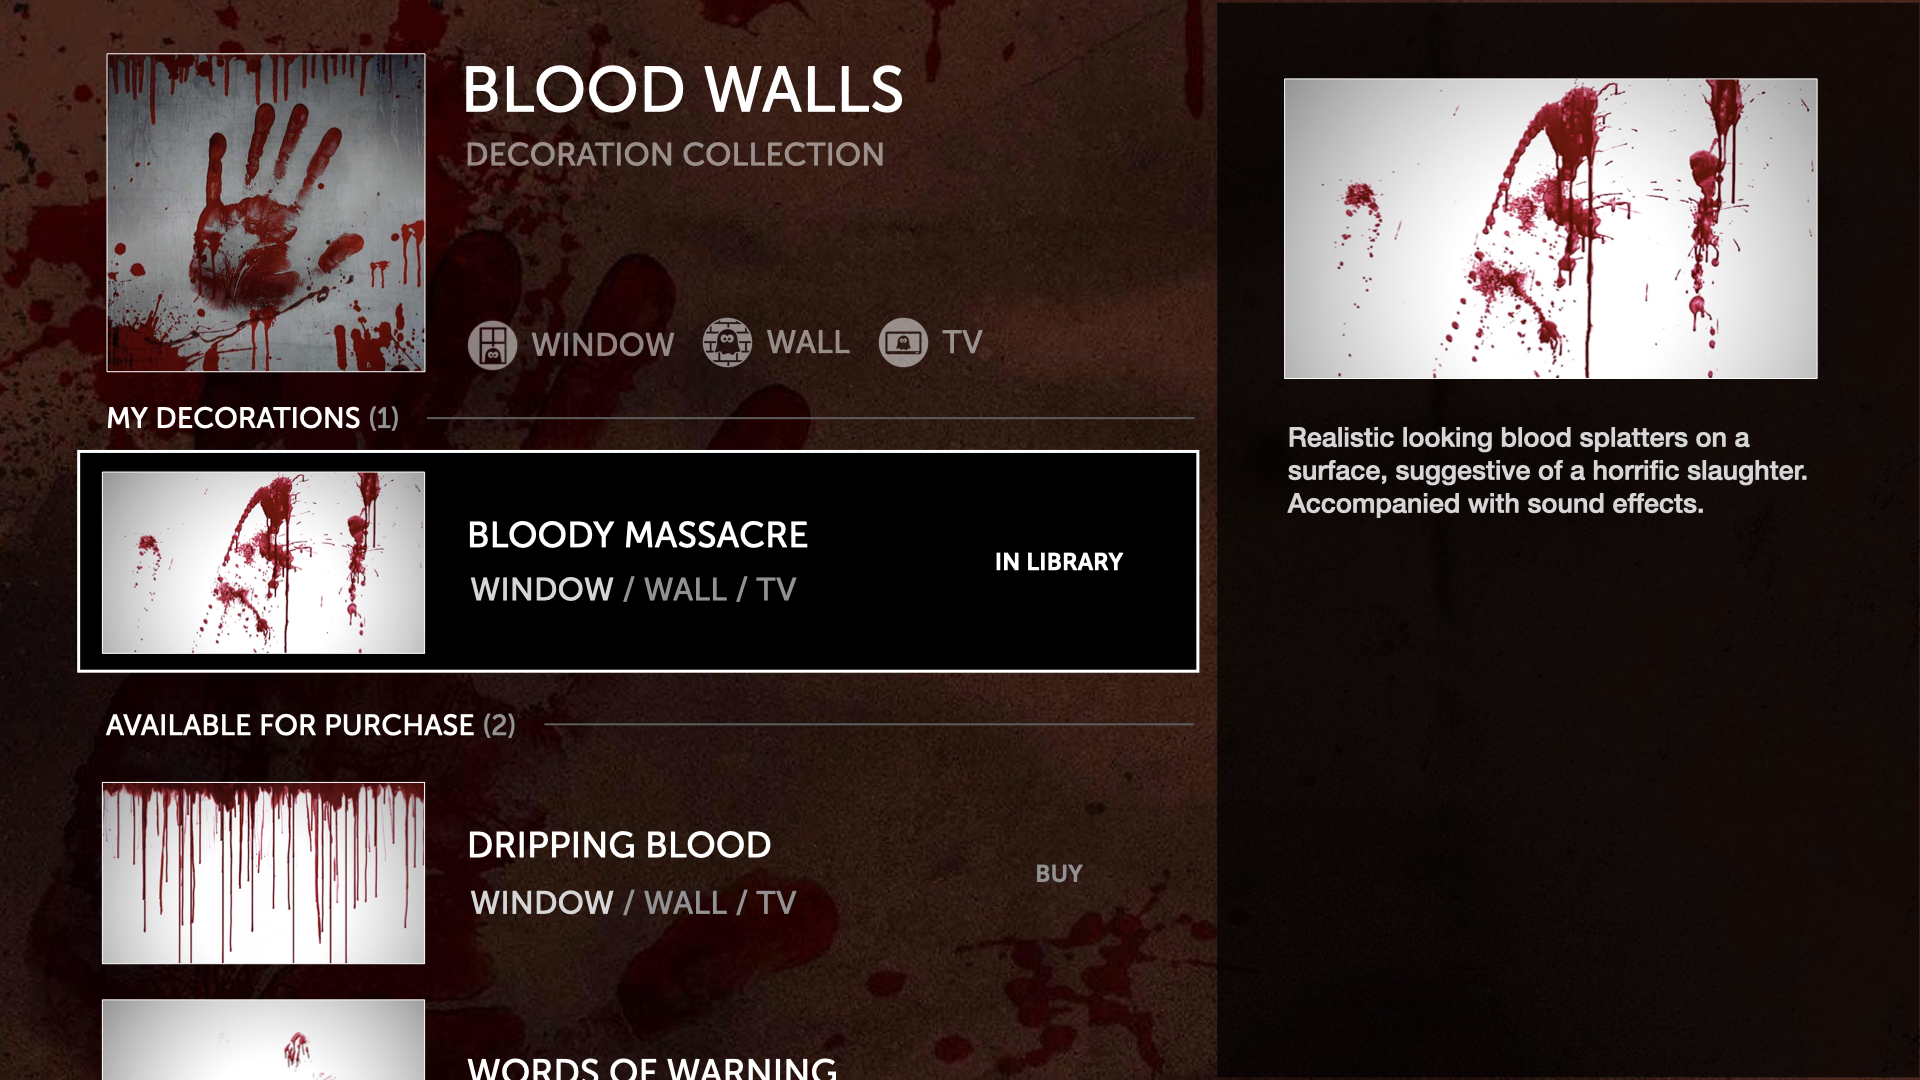 BLOOD WALLS
DECORATION COLLECTION
WINDOW WALL TV
MY DECORATIONS (1)
BLOODY MASSACRE
WINDOW / WALL / TV
IN LIBRARY
AVAILABLE FOR PURCHASE (2)
DRIPPING BLOOD
WINDOW / WALL / TV
BUY
WORDS OF WARNING
Realistic looking blood splatters on a
surface, suggestive of a horrific slaughter.
Accompanied with sound effects.